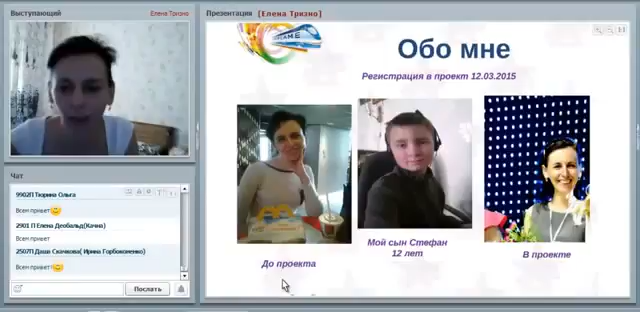 Выступающий
Елена Тризно
Чат
9902П Тюрина Ольга
Всем привет
2901 П Елена Деобальд(Качна)
Всем привет
2507П Даша Скачкова( Ирина Горбоконенко)
Всем привет!
Послать
Презентация [Елена Тризно]
Обо мне
Регистрация в проект 12.03.2015
До проекта
Мой сын Стефан
12 лет
В проекте